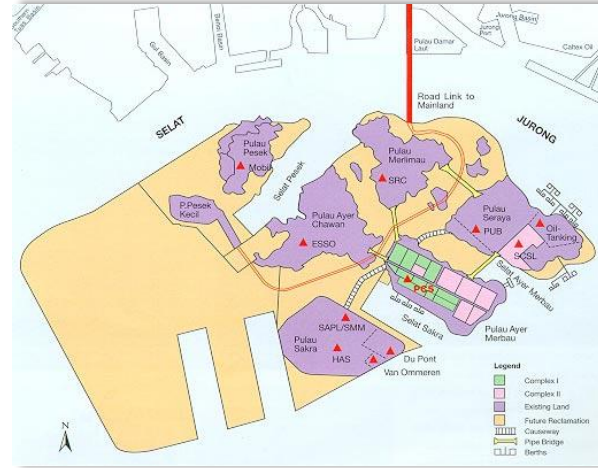 Gul Basin
Benoi Basin
Pulau Damar
Laut
Jurong
Port
Jurong Basin
Caltex Oil
Road Link to
Mainland
SELAT
JURONG
Pulau
Pesek
Mobil
Selat Pesek
Pulau
Merlimau
SRC
P.Pesek
Kecil
Pulau Ayer
Chawan
ESSO
Pulau
Seraya
PUB
Oil-
Tanking
SCSL
Selat Ayer Merbau
PCS
Selat Sakra
Pulau Ayer
Merbau
SAPL/SMM
Pulau
Sakra
HAS
Du Pont
Van Ommeren
N
Legend
Complex I
Complex II
Existing Land
Future Reclamation
Causeway
Pipe Bridge
Berths